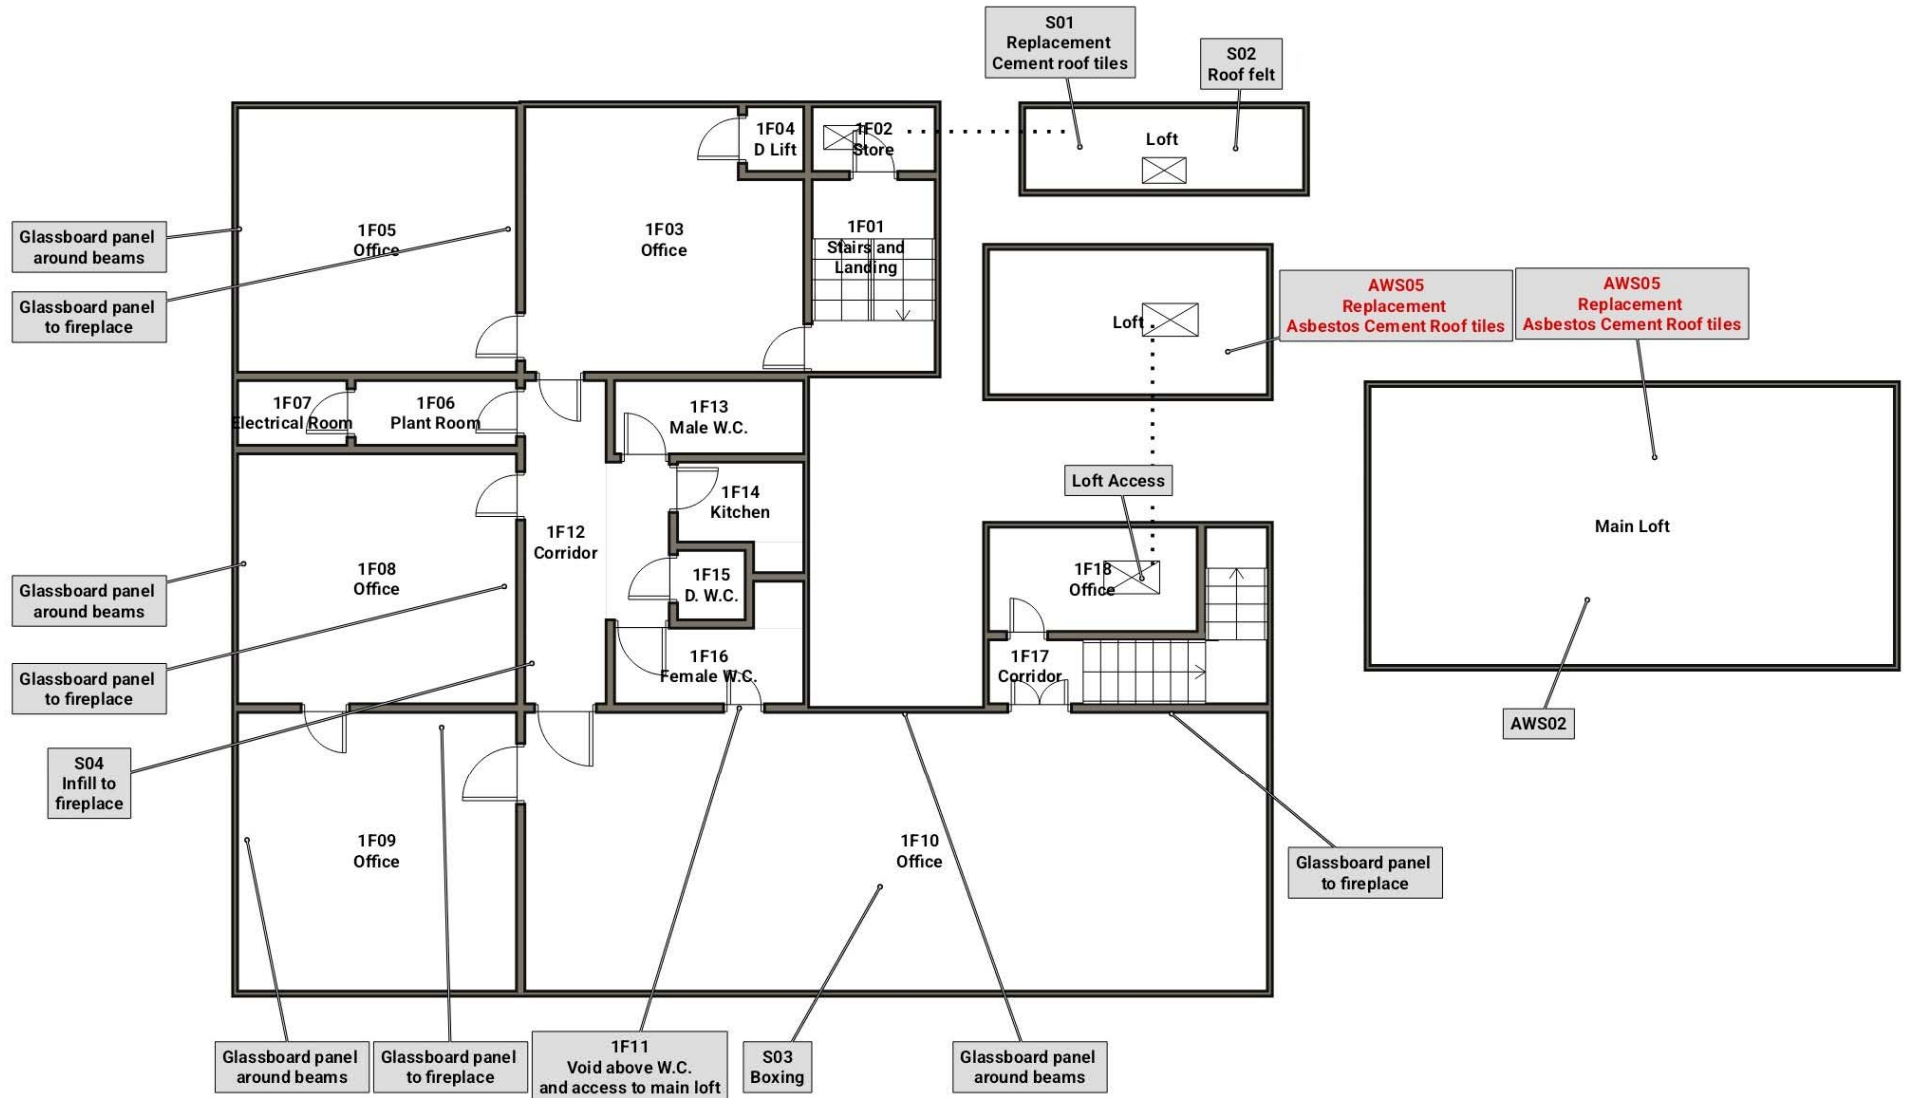 S01
Replacement
Cement roof tiles
S02
Roof felt
1F04
D Lift
1F02
Store
Loft
1F05
Office
1F03
Office
1F01
Stairs and
Landing
Glassboard panel
around beams
Glassboard panel
to fireplace
Loft
AWS05
Replacement
Asbestos Cement Roof tiles
AWS05
Replacement
Asbestos Cement Roof tiles
1F07
Electrical Room
1F06
Plant Room
1F13
Male W.C.
1F14
Kitchen
Loft Access
1F12
Corridor
Main Loft
1F08
Office
1F15
D. W.C.
1F18
Office
Glassboard panel
around beams
Glassboard panel
to fireplace
1F16
Female W.C.
1F17
Corridor
AWS02
S04
Infill to
fireplace
1F09
Office
1F10
Office
Glassboard panel
to fireplace
Glassboard panel
around beams
Glassboard panel
to fireplace
1F11
Void above W.C.
and access to main loft
S03
Boxing
Glassboard panel
around beams